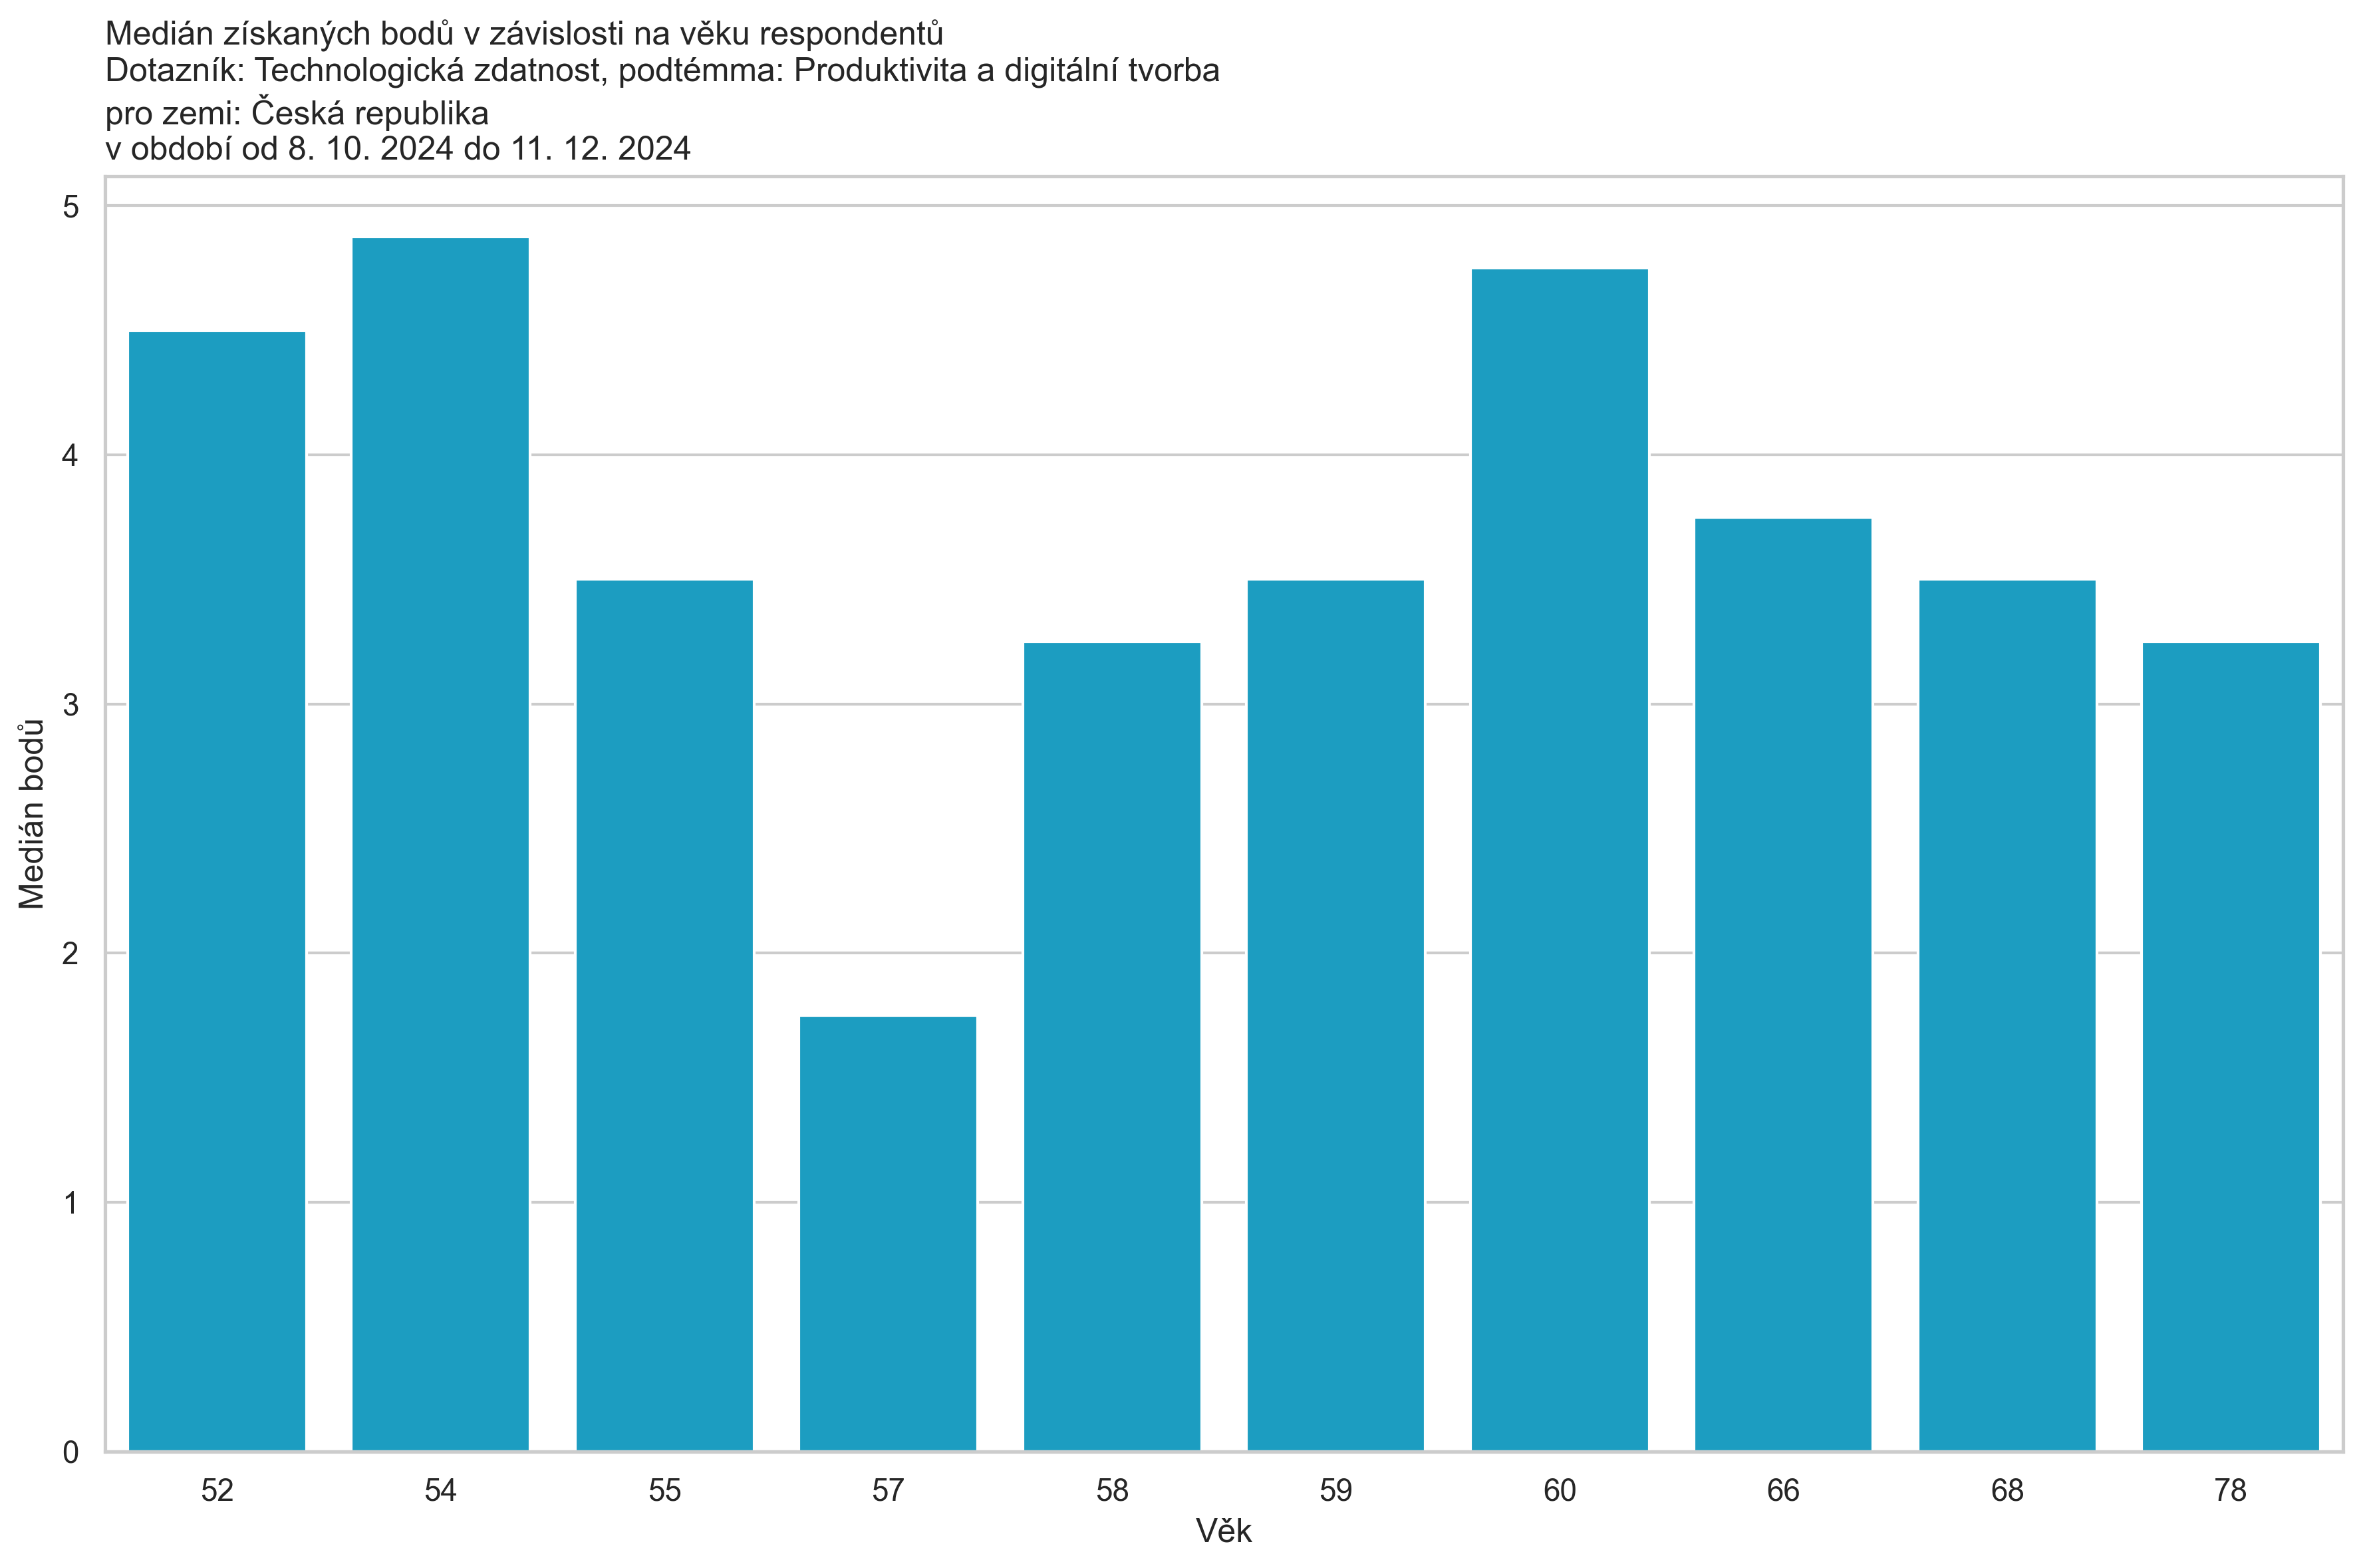 Medián získaných bodů v závislosti na věku respondentů
Dotazník: Technologická zdatnost, podtémma: Produktivita a digitální tvorba
pro zemi: Česká republika
v období od 8. 10. 2024 do 11. 12. 2024
5
4
3
2
1
0
Medián bodů
52 54 55 57 58 59 60 66 68 78
Věk